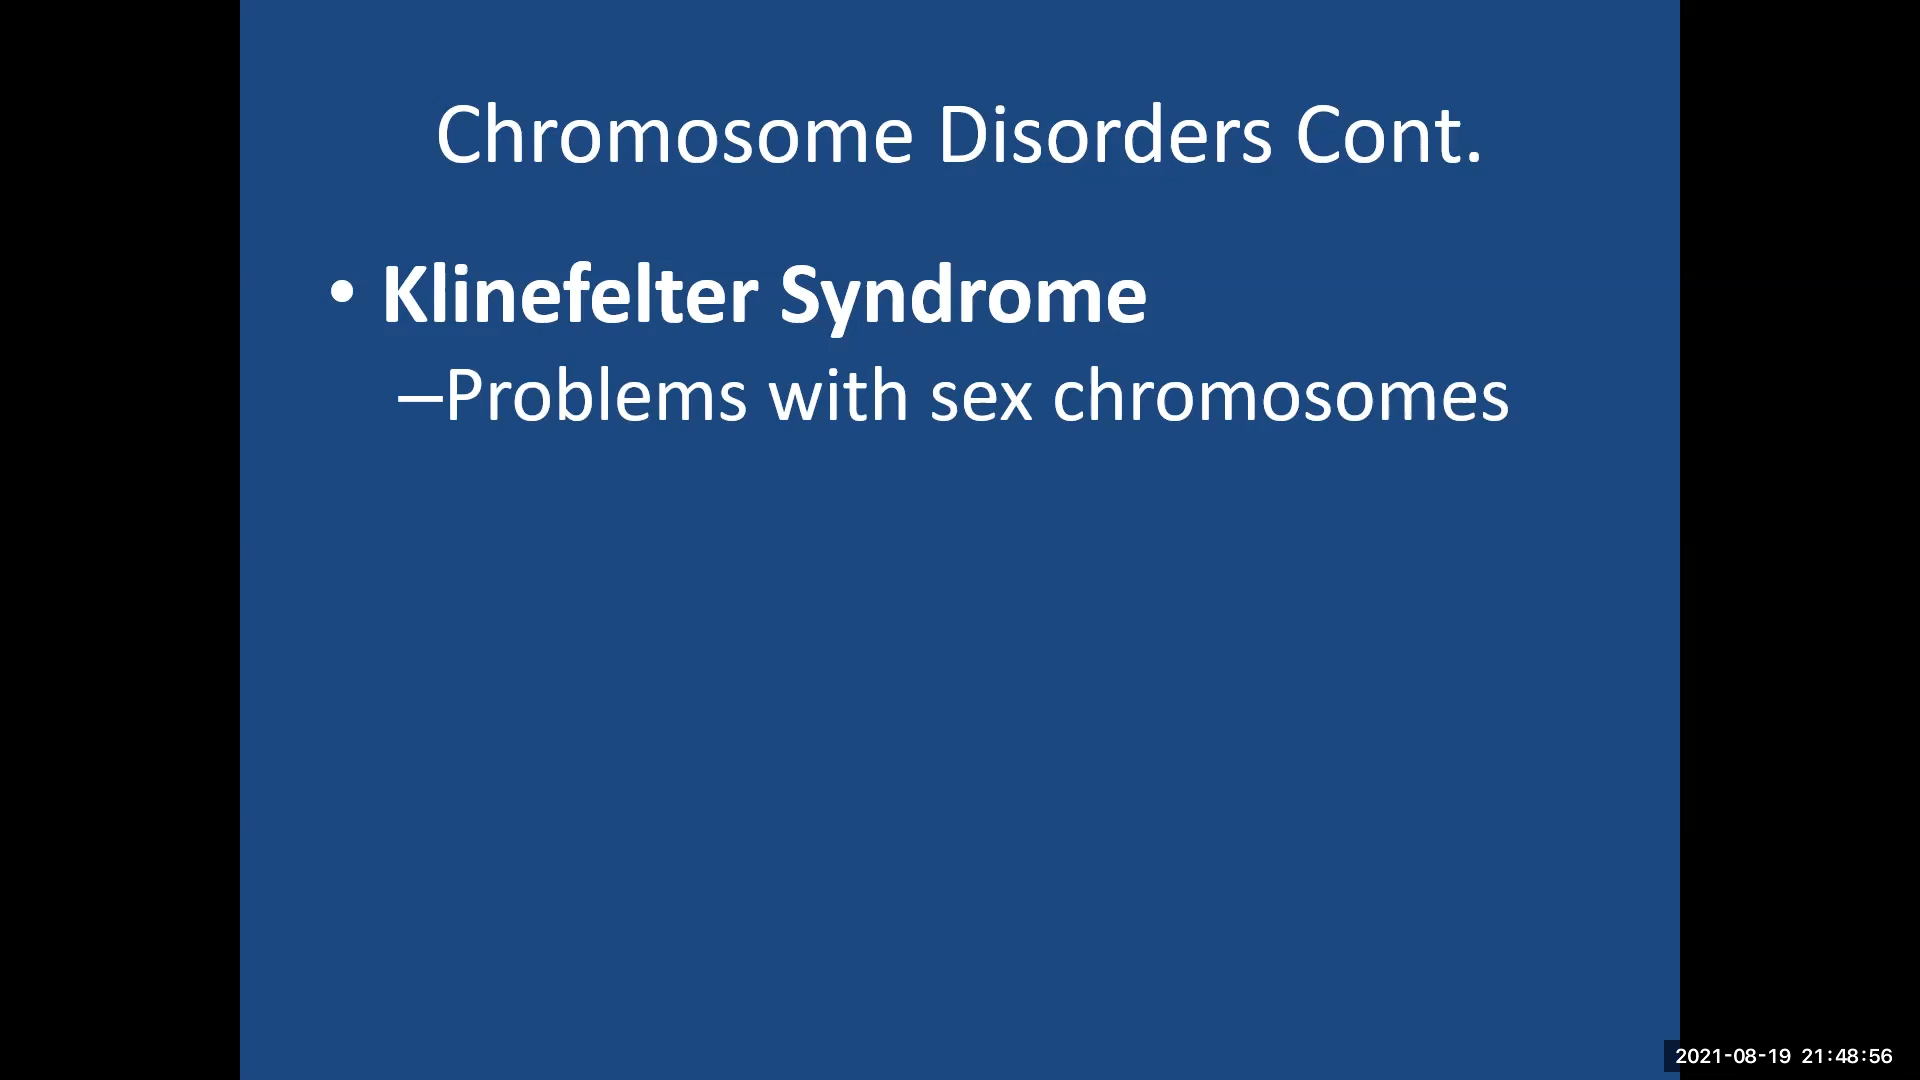 Chromosome Disorders Cont.
• Klinefelter Syndrome
–Problems with sex chromosomes
2021-08-19 21:48:56